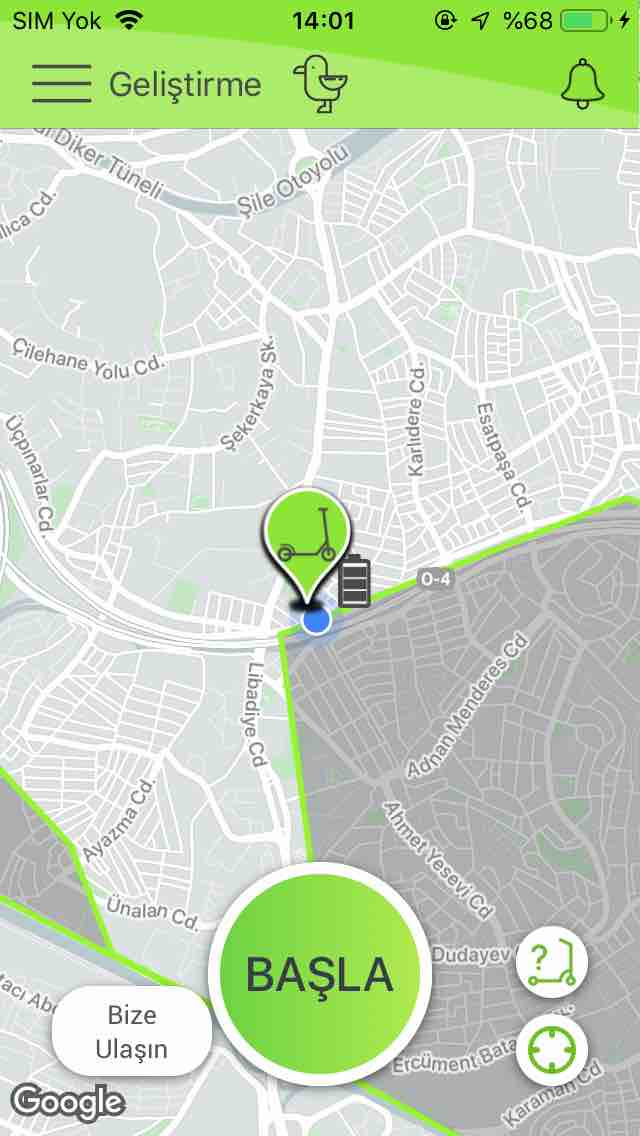 SIM Yok
14:01
%68
Geliştirme
Diker Tüneli
Şile Otoyolu
Çilehane Yolu Cd.
Şekerkaya Sk.
Karlıdere Cd.
Esatpaşa Cd.
Üçpınarlar Cd.
O-4
Libadiye Cd
Adnan Menderes Cd
Ayazma Cd.
Ahmet Yesevi Cd
Ünalan Cd.
BAŞLA
Dudayev
?
Bize
Ulaşın
Ercüment Bata
Karaman Cd
Google